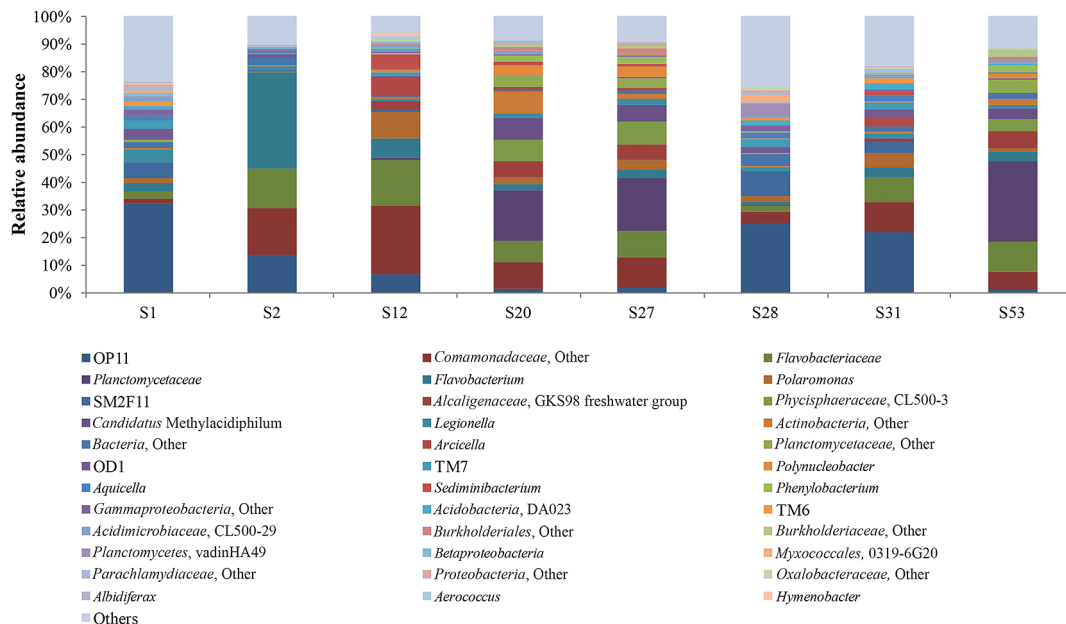 100%
90%
80%
70%
60%
50%
40%
30%
20%
10%
0%
Relative abundance
S1 S2 S12 S20 S27 S28 S31 S53
OP11 Comamonadaceae, Other Flavobacteriaceae
Planctomycetaceae Flavobacterium Polaromonas
SM2F11 Alcaligenaceae, GKS98 freshwater group Phycisphaeraceae, CL500-3
Candidatus Methylacidiphilum Legionella Actinobacteria, Other
Bacteria, Other Arcicella Planctomycetaceae, Other
OD1 TM7 Polynucleobacter
Aquicella Sediminibacterium Phenylobacterium
Gammaproteobacteria, Other Acidobacteria, DA023 TM6
Acidimicrobiaceae, CL500-29 Burkholderiales, Other Burkholderiaceae, Other
Planctomycetes, vadinHA49 Betaproteobacteria Myxococcales, 0319-6G20
Parachlamydiaceae, Other Proteobacteria, Other Oxalobacteraceae, Other
Albidiferax Aerococcus Hymenobacter
Others